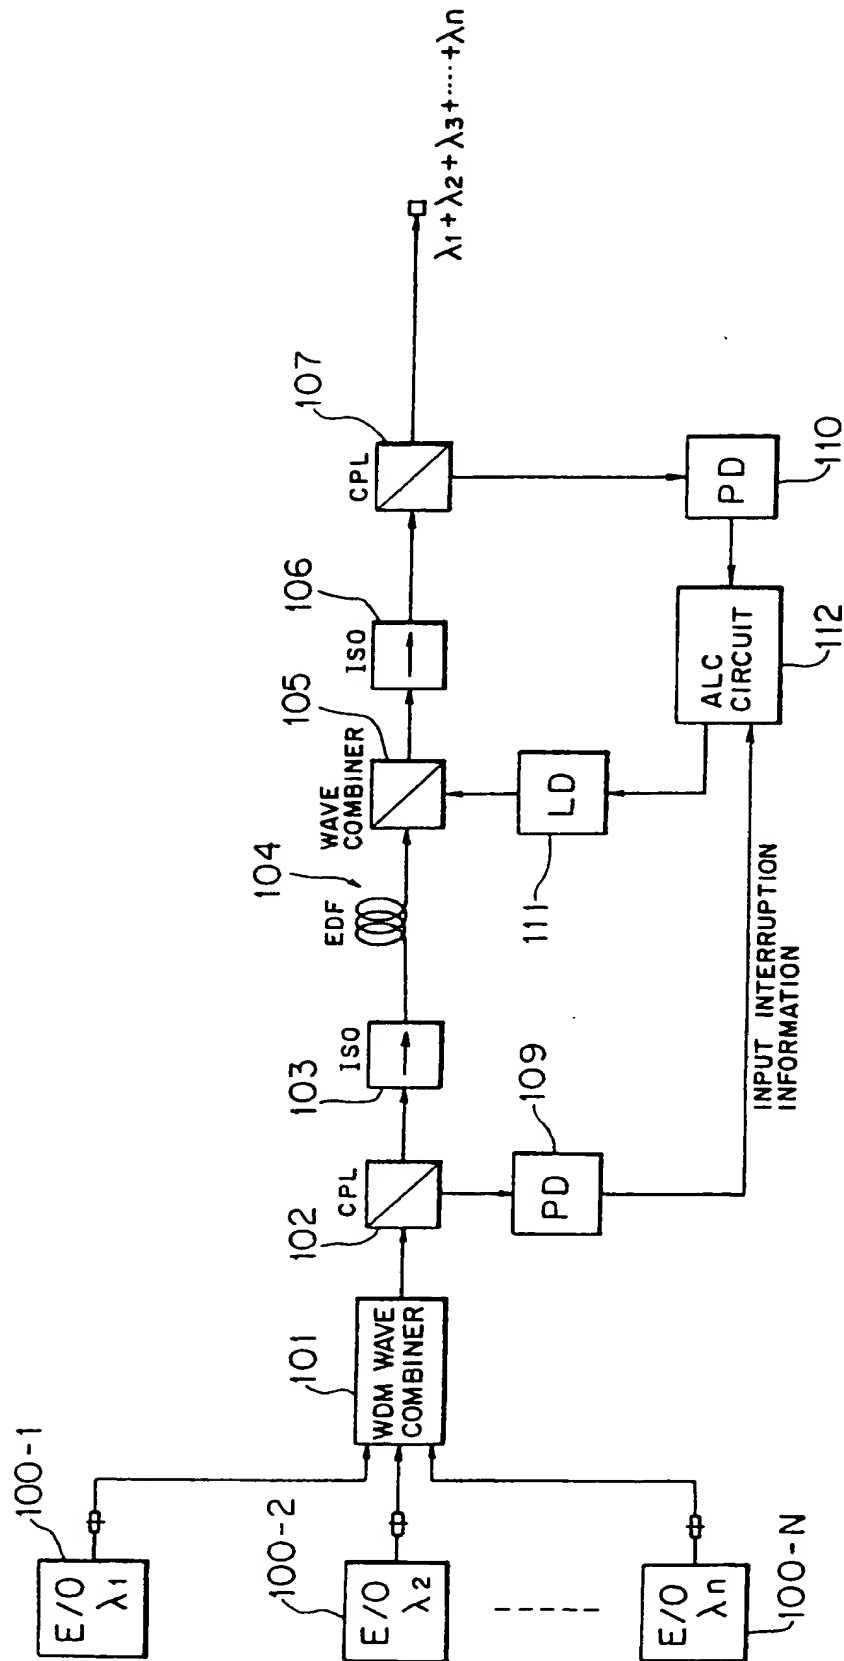 100-1
E/O
λ1
100-2
E/O
λ2
100-N
E/O
λn
101
WDM WAVE
COMBINER
102
CPL
109
PD
103
ISO
INPUT INTERRUPTION
INFORMATION
104
EDF
WAVE
COMBINER
105
111
LD
106
ISO
ALC
CIRCUIT
112
107
CPL
PD
110
λ1+λ2+λ3+·····+λn